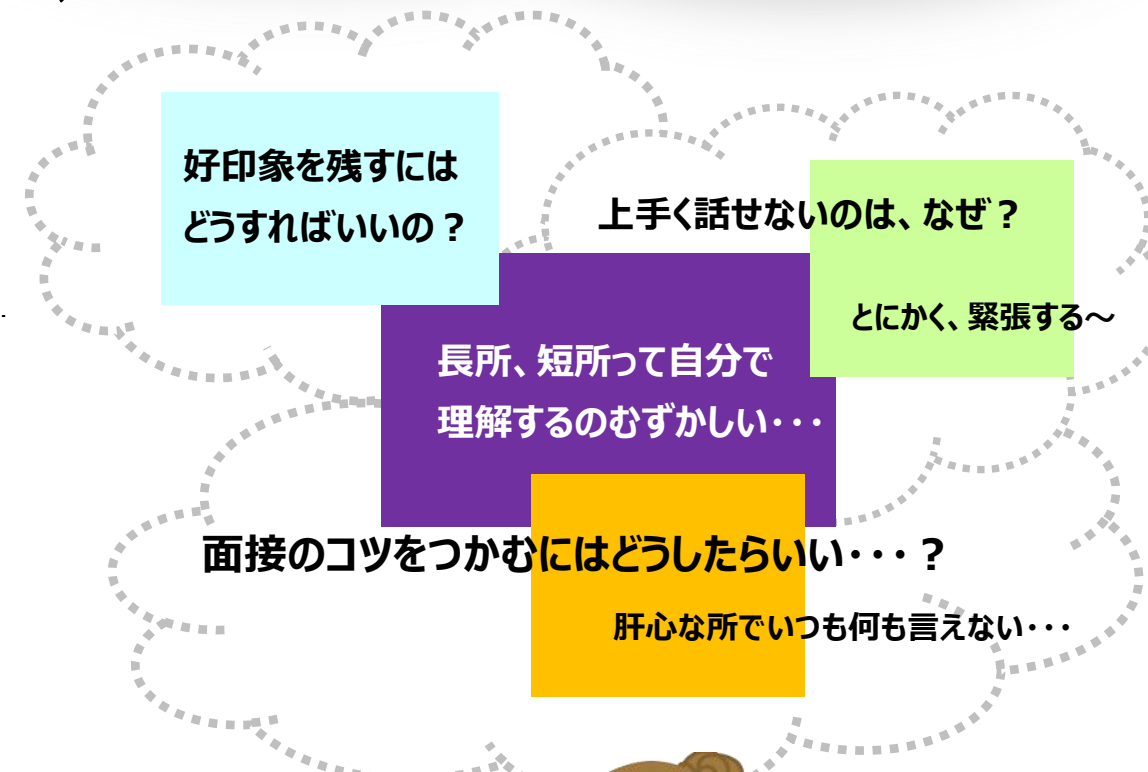 好印象を残すには
どうすればいいの？
上手く話せないのは、なぜ？
とにかく、緊張する～
長所、短所って自分で
理解するのむずかしい・・・
面接のコツをつかむにはどうしたらいい・・・？
肝心な所でいつも何も言えない・・・